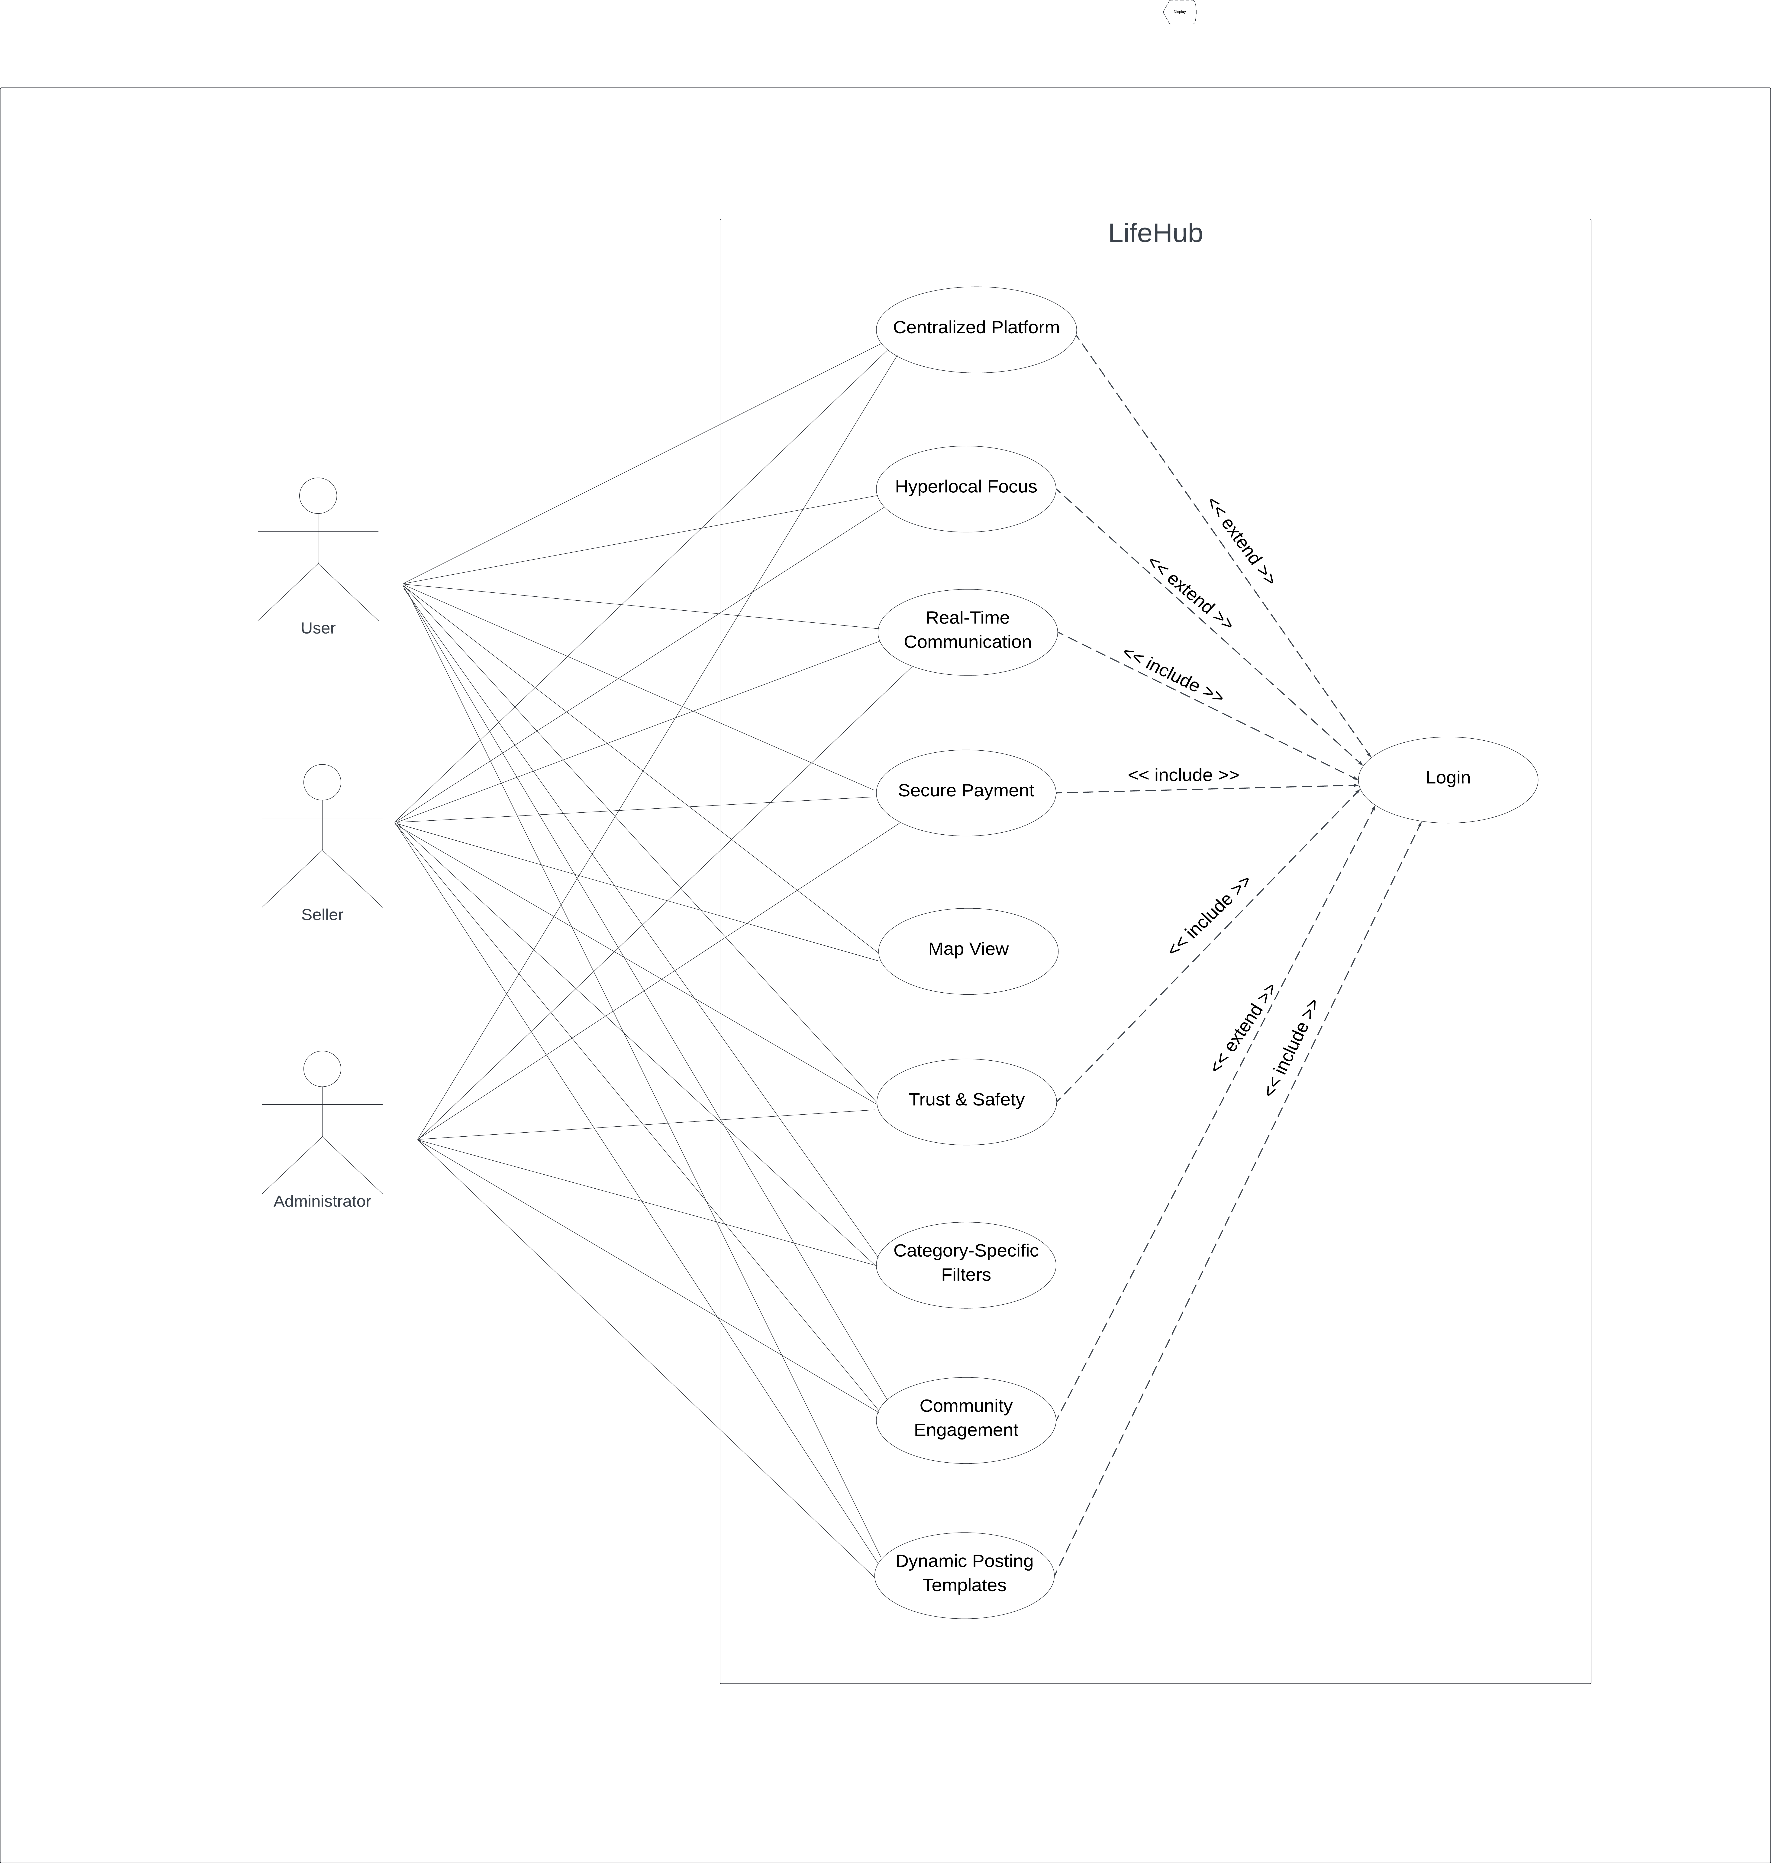 LifeHub
Centralized Platform
Hyperlocal Focus
<< extend >>
<< extend >>
Real-Time
Communication
User
<< include >>
Secure Payment
<< include >>
Login
Seller
Map View
<< include >>
<< extend >>
<< include >>
Trust & Safety
Administrator
Category-Specific
Filters
Community
Engagement
Dynamic Posting
Templates